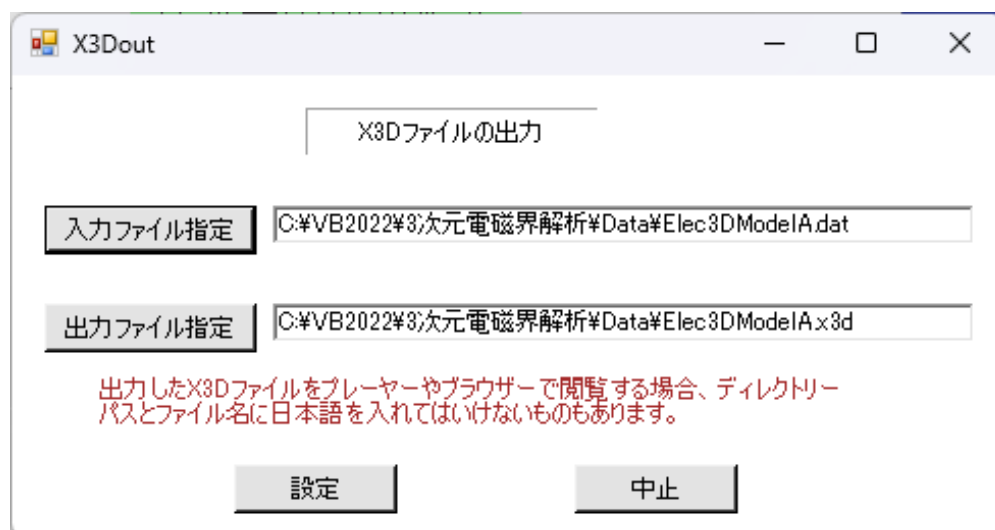 X3Dout
X3Dファイルの出力
入力ファイル指定
C:¥VB2022¥3次元電磁界解析¥Data¥Elec3DModelA.dat
出力ファイル指定
C:¥VB2022¥3次元電磁界解析¥Data¥Elec3DModelA.x3d
出力したX3Dファイルをプレーヤーやブラウザーで閲覧する場合、ディレクトリー
パスとファイル名に日本語を入れてはいけないものもあります。
設定
中止